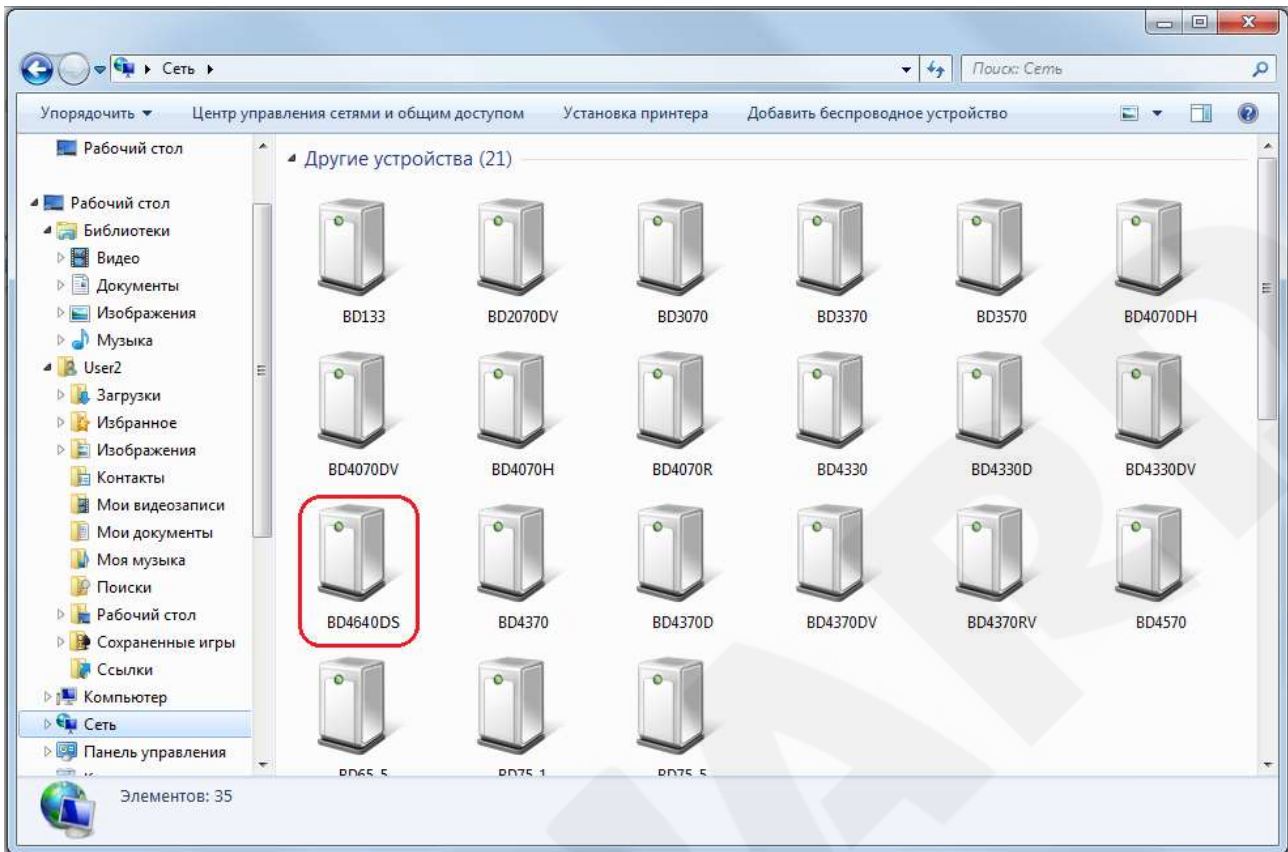 Сеть
Поиск: Сеть
Упорядочить Центр управления сетями и общим доступом Установка принтера Добавить беспроводное устройство
Рабочий стол
Рабочий стол
Библиотеки
Видео
Документы
Изображения
Музыка
User2
Загрузки
Избранное
Изображения
Контакты
Мои видеозаписи
Мои документы
Моя музыка
Поиски
Рабочий стол
Сохраненные игры
Ссылки
Компьютер
Сеть
Панель управления
Другие устройства (21)
BD133 BD2070DV BD3070 BD3370 BD3570 BD4070DH
BD4070DV BD4070H BD4070R BD4330 BD4330D BD4330DV
BD4640DS BD4370 BD4370D BD4370DV BD4370RV BD4570
BD65_5 BD75_1 BD75_5
Элементов: 35